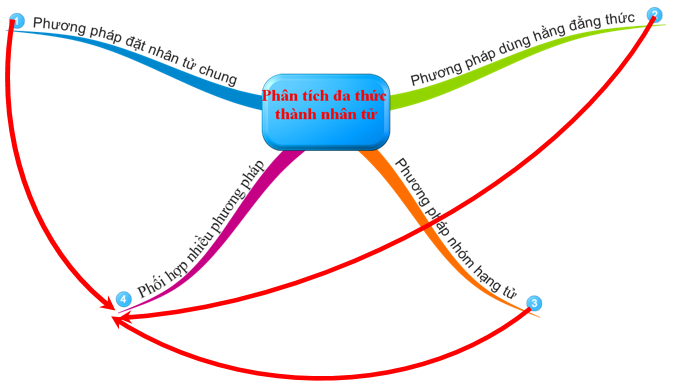 1
Phương pháp đặt nhân tử chung
2
Phương pháp dùng hằng đẳng thức
Phân tích đa thức
thành nhân tử
4
Phối hợp nhiều phương pháp
Phương pháp nhóm hạng tử
3